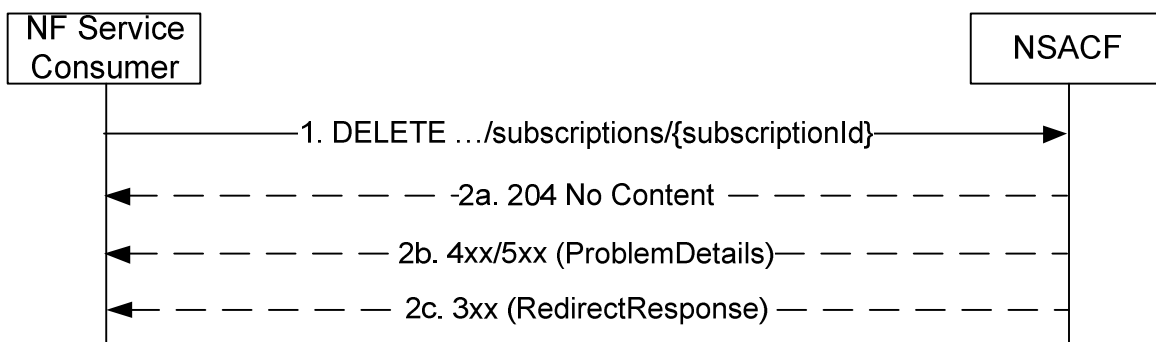 NF Service
Consumer
NSACF
1. DELETE …/subscriptions/{subscriptionId}
2a. 204 No Content
2b. 4xx/5xx (ProblemDetails)
2c. 3xx (RedirectResponse)